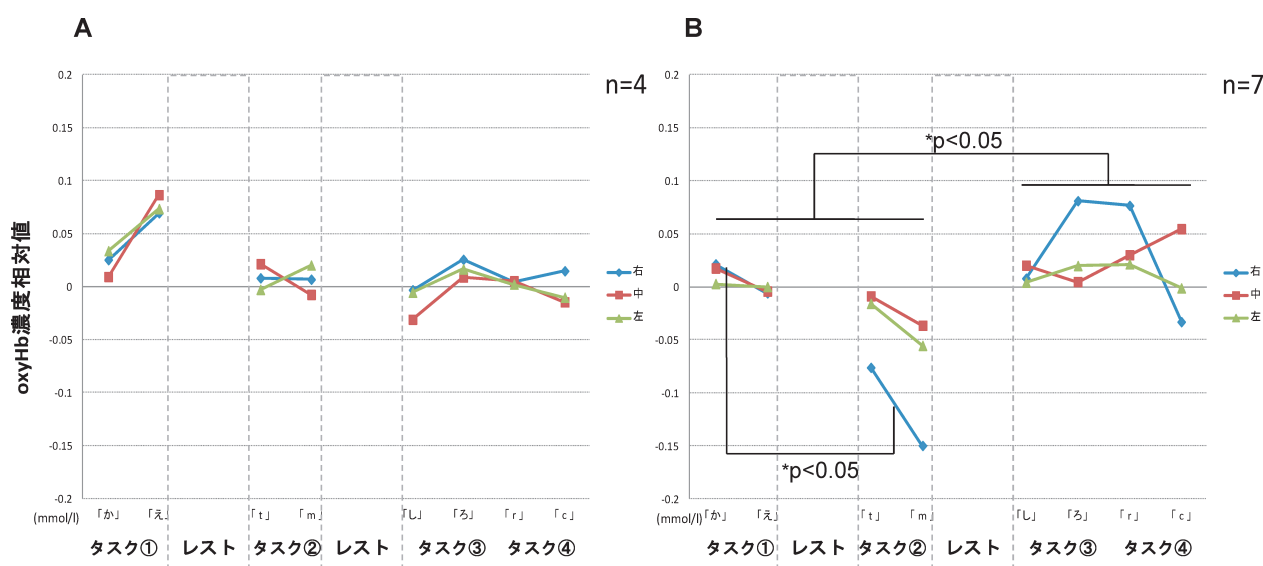 A
B
0.2
0.15
0.1
0.05
0
-0.05
-0.1
-0.15
-0.2
(mmol/l)
oxyHb濃度相対値
n=4
右
中
左
「か」 「え」 「t」 「m」 「し」 「ろ」 「r」 「c」
タスク① レスト タスク② レスト タスク③ タスク④
0.2
0.15
0.1
0.05
0
-0.05
-0.1
-0.15
-0.2
(mmol/l)
n=7
*p<0.05
*p<0.05
右
中
左
「か」 「え」 「t」 「m」 「し」 「ろ」 「r」 「c」
タスク① レスト タスク② レスト タスク③ タスク④